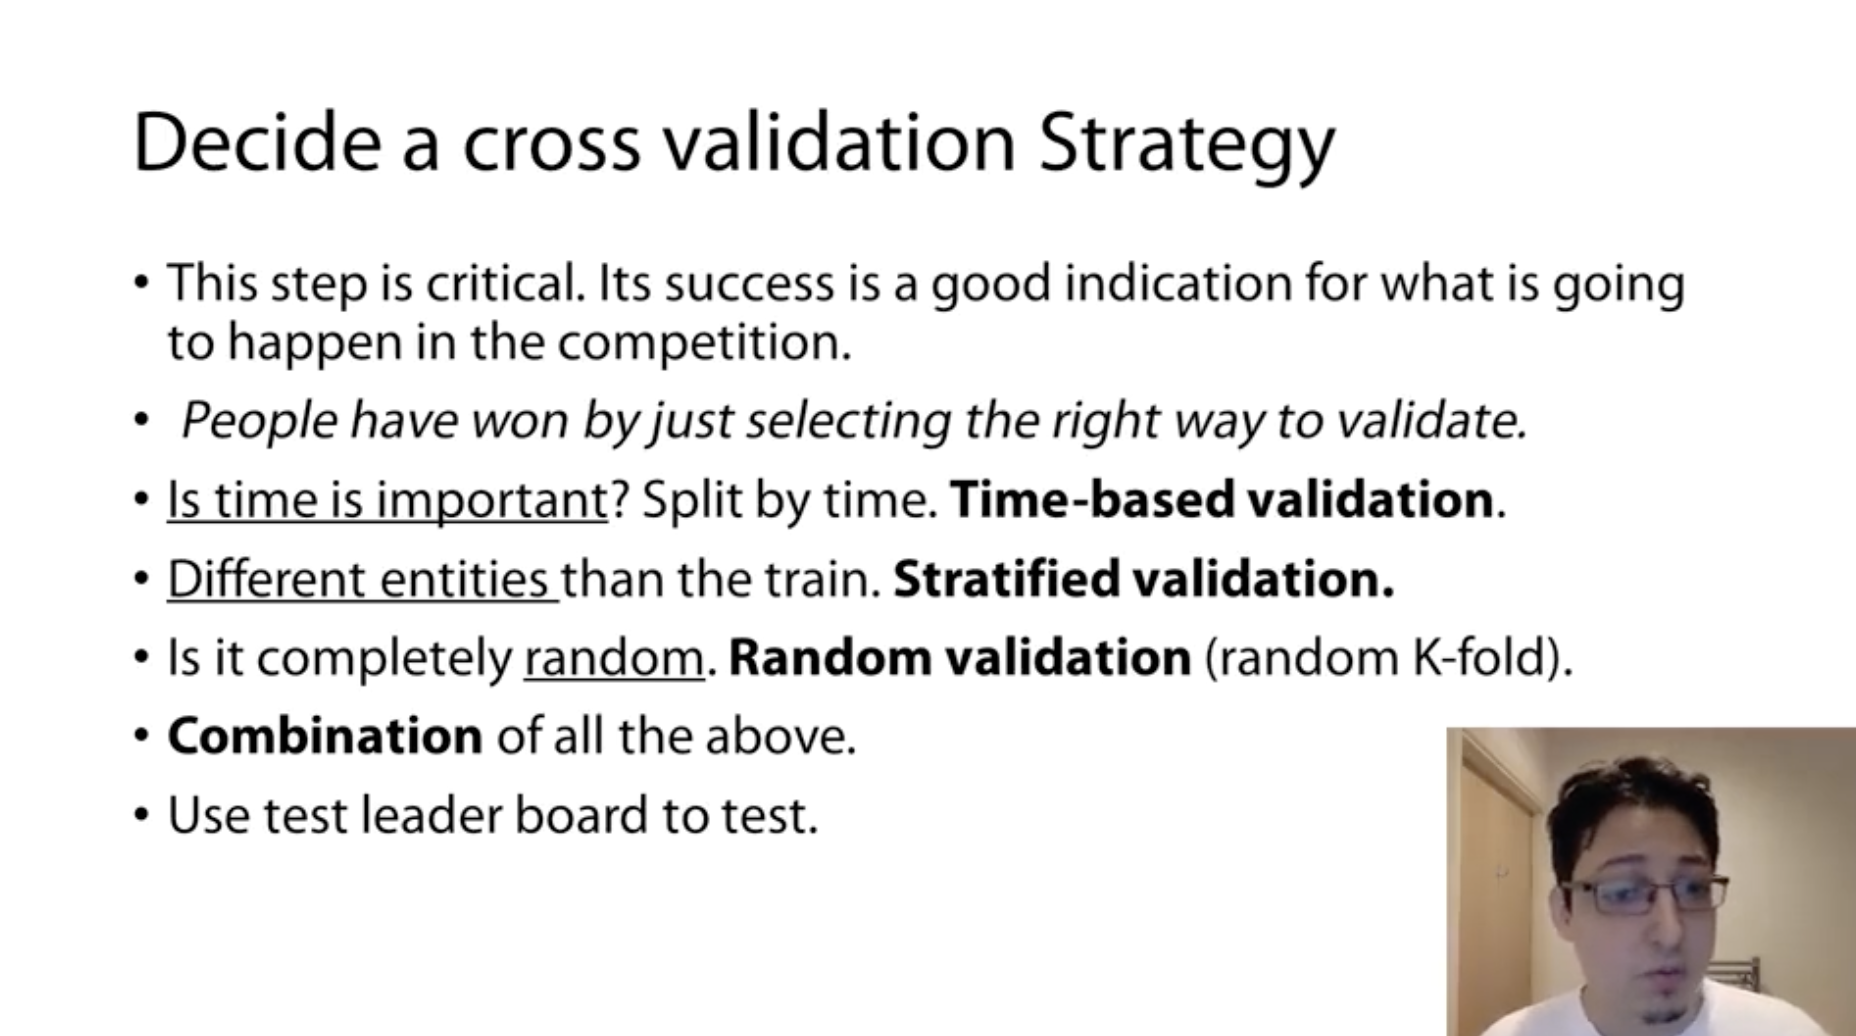 Decide a cross validation Strategy
• This step is critical. Its success is a good indication for what is going
to happen in the competition.
• People have won by just selecting the right way to validate.
• Is time is important? Split by time. Time-based validation.
• Different entities than the train. Stratified validation.
• Is it completely random. Random validation (random K-fold).
• Combination of all the above.
• Use test leader board to test.